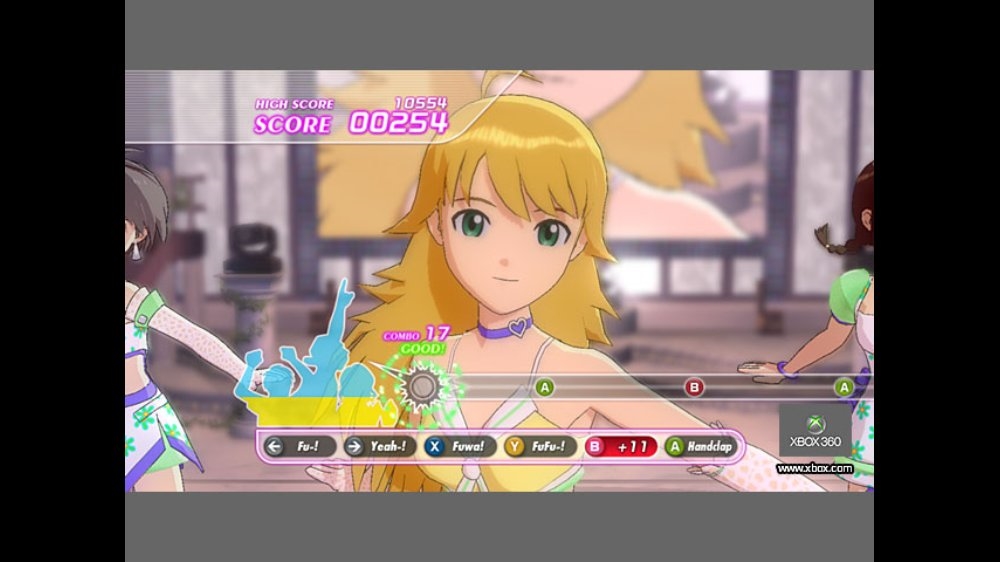 HIGH SCORE 10554
SCORE 00254
COMBO 17
GOOD!
A B A
← Fu-! → Yeah-! X Fuwa! Y FuFu-! B +11 A Handclap
XBOX 360
www.xbox.com